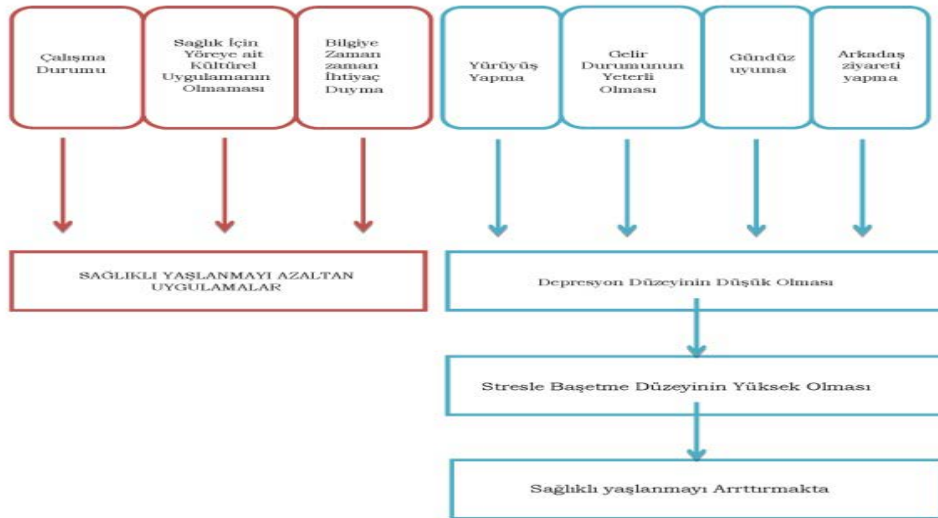 Çalışma
Durumu
Sağlık İçin
Yöreye ait
Kültürel
Uygulamanın
Olmaması
Bilgiye
Zaman
zaman
İhtiyaç
Duyma
Yürüyüş
Yapma
Gelir
Durumunun
Yeterli
Olması
Gündüz
uyuma
Arkadaş
ziyareti
yapma
SAĞLIKLI YAŞLANMAYI AZALTAN
UYGULAMALAR
Depresyon Düzeyinin Düşük Olması
Stresle Başetme Düzeyinin Yüksek Olması
Sağlıklı yaşlanmayı Arrttırmakta